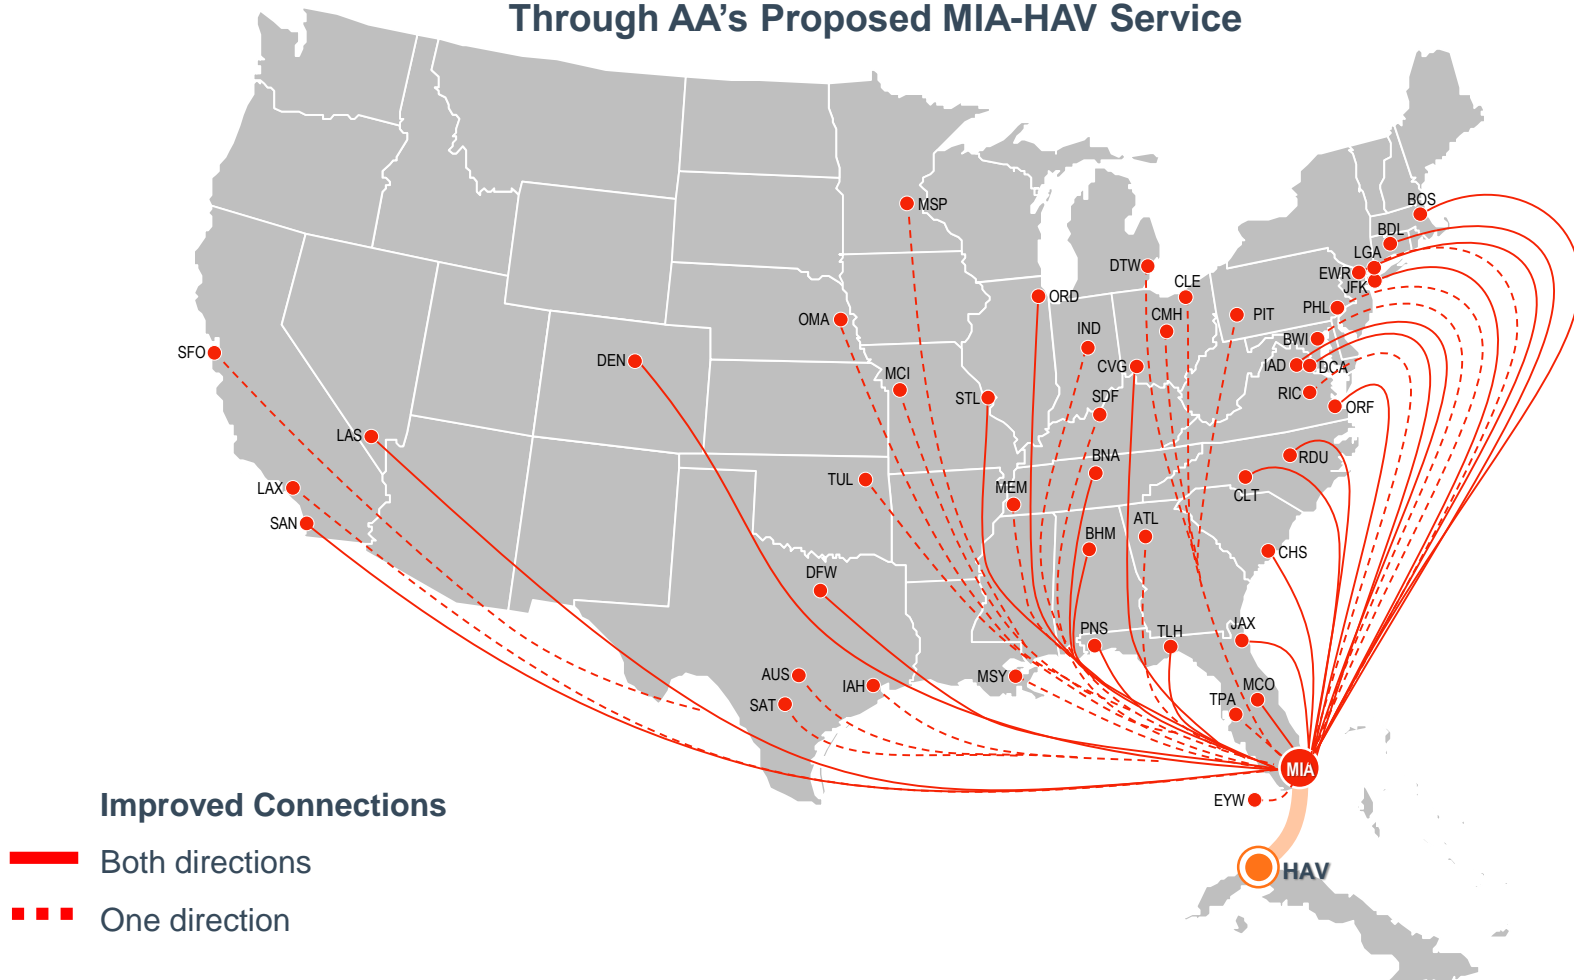 Through AA's Proposed MIA-HAV Service
BOS
MSP
BDL
LGA
DTW
EWR
CLE
JFK
ORD
PHL
CMH
PIT
OMA
IND
BWI
SFO
DEN
CVG
IAD
DCA
MCI
STL
SDF
RIC
ORF
LAS
BNA
RDU
TUL
LAX
MEM
CLT
SAN
ATL
BHM
CHS
DFW
PNS
TLH
JAX
AUS
IAH
MSY
MCO
SAT
TPA
MIA
EYW
HAV
Improved Connections
Both directions
One direction